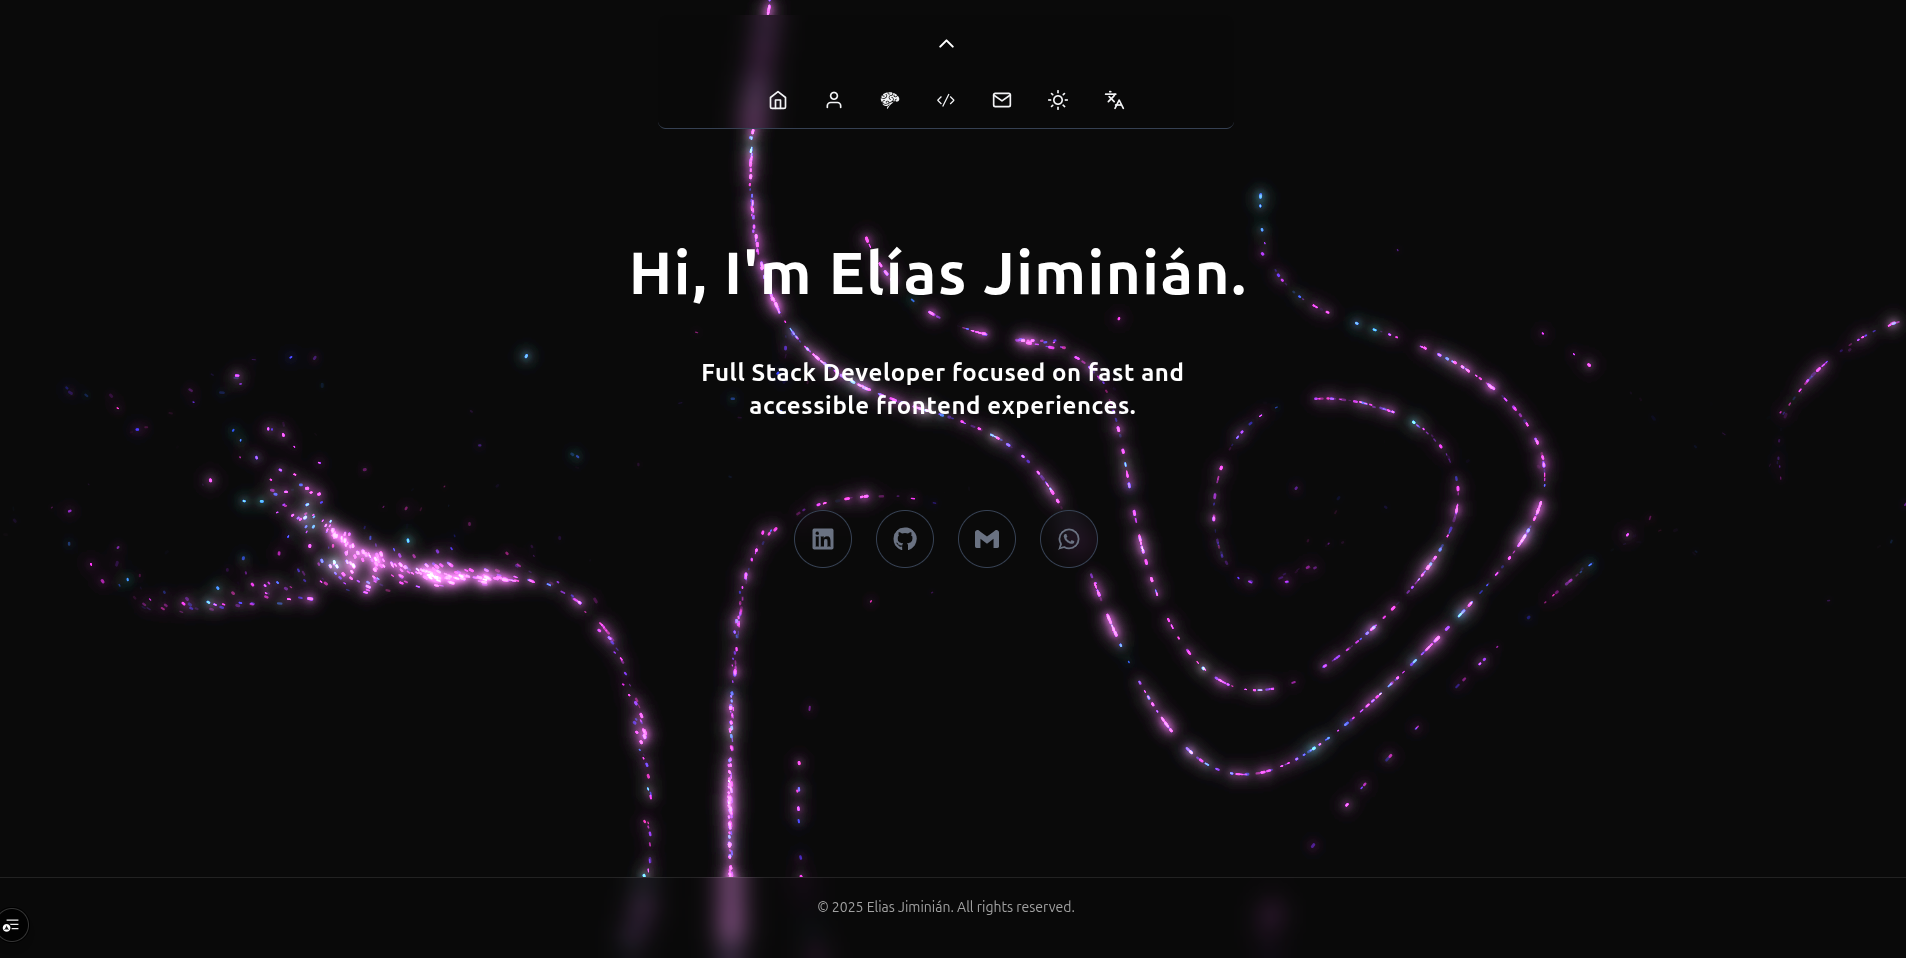 Hi, I'm Elías Jiminián.
Full Stack Developer focused on fast and
accessible frontend experiences.
© 2025 Elias Jiminián. All rights reserved.